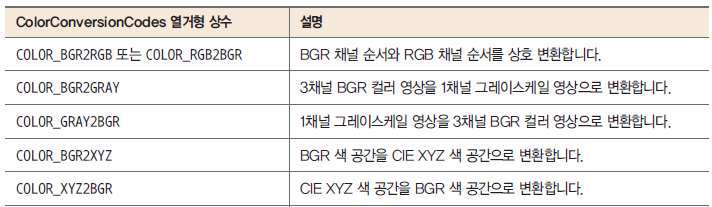 ColorConversionCodes 열거형 상수 설명
COLOR_BGR2RGB 또는 COLOR_RGB2BGR BGR 채널 순서와 RGB 채널 순서를 상호 변환합니다.
COLOR_BGR2GRAY 3채널 BGR 컬러 영상을 1채널 그레이스케일 영상으로 변환합니다.
COLOR_GRAY2BGR 1채널 그레이스케일 영상을 3채널 BGR 컬러 영상으로 변환합니다.
COLOR_BGR2XYZ BGR 색 공간을 CIE XYZ 색 공간으로 변환합니다.
COLOR_XYZ2BGR CIE XYZ 색 공간을 BGR 색 공간으로 변환합니다.